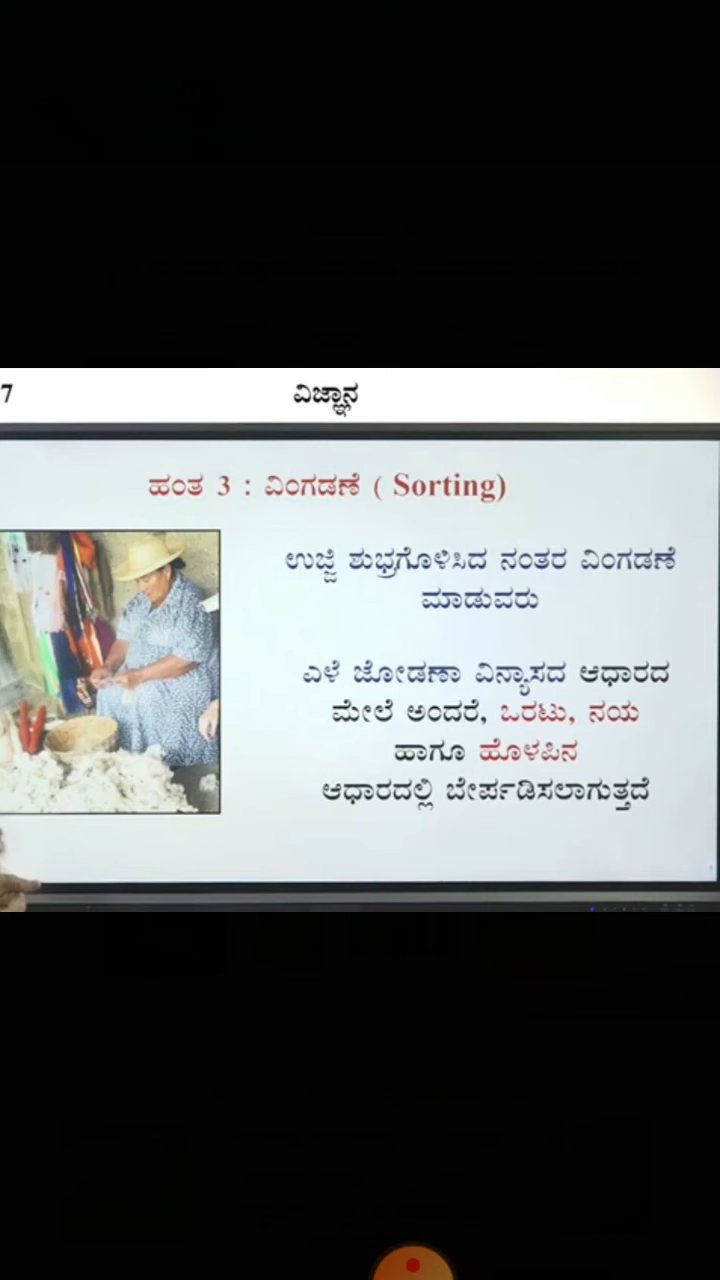 7
ವಿಜ್ಞಾನ
ಹಂತ 3 : ವಿಂಗಡಣೆ ( Sorting)
ಉಜ್ಜಿ ಶುಭ್ರಗೊಳಿಸಿದ ನಂತರ ವಿಂಗಡಣೆ
ಮಾಡುವರು
ಎಳೆ ಜೋಡಣಾ ವಿನ್ಯಾಸದ ಆಧಾರದ
ಮೇಲೆ ಅಂದರೆ, ಒರಟು, ನಯ
ಹಾಗೂ ಹೊಳಪಿನ
ಆಧಾರದಲ್ಲಿ ಬೇರ್ಪಡಿಸಲಾಗುತ್ತದೆ